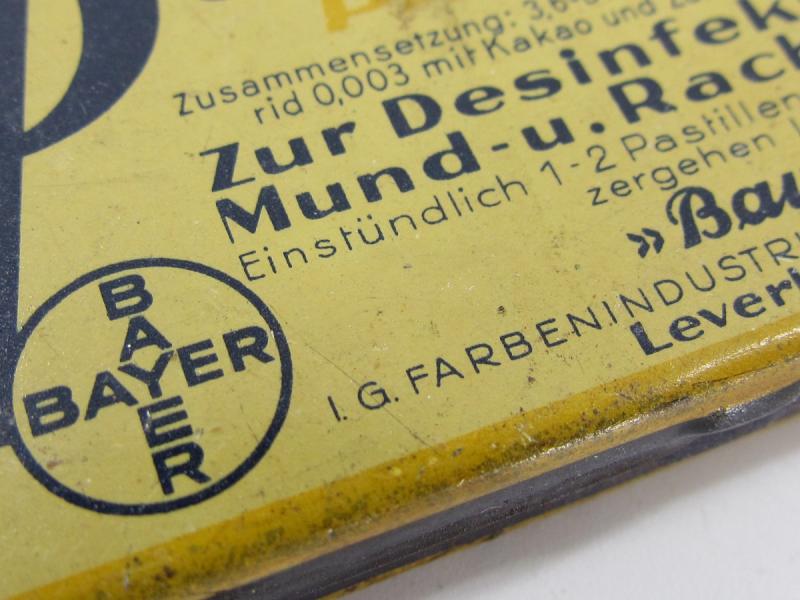 Zusammensetzung: 3,6-
rid 0,003 mit Kakao und
Zur Desinfek
Mund-u. Rach
Einstündlich 1-2 Pastillen
zergehen
»Bay
I. G. FARBENINDUSTRI
Leverk
BAYER
BAYER